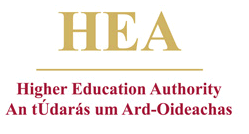 HEA
Higher Education Authority
An tÚdarás um Ard-Oideachas